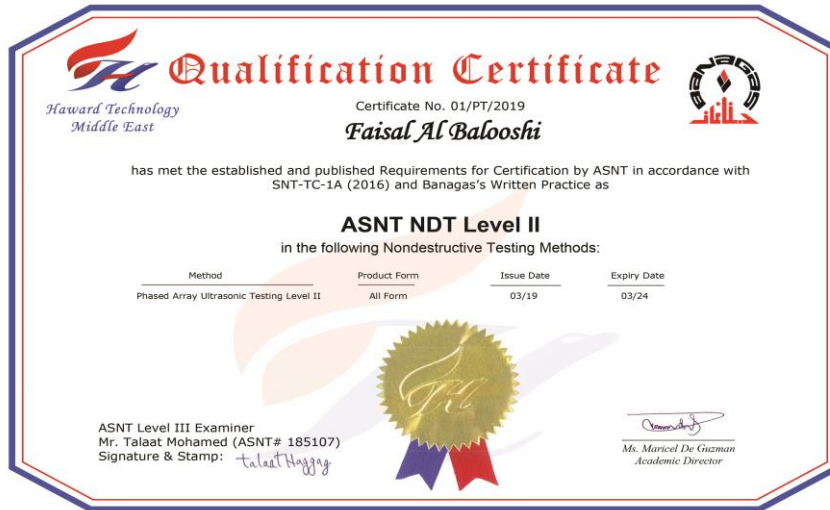 Qualification Certificate
Haward Technology
Middle East
BANAGAS
بناغاز
Certificate No. 01/PT/2019
Faisal Al Balooshi
has met the established and published Requirements for Certification by ASNT in accordance with
SNT-TC-1A (2016) and Banagas's Written Practice as
ASNT NDT Level II
in the following Nondestructive Testing Methods:
Method Product Form Issue Date Expiry Date
Phased Array Ultrasonic Testing Level II All Form 03/19 03/24
ASNT Level III Examiner
Mr. Talaat Mohamed (ASNT# 185107)
Signature & Stamp: talaat Haggag
Ms. Maricel De Guzman
Academic Director